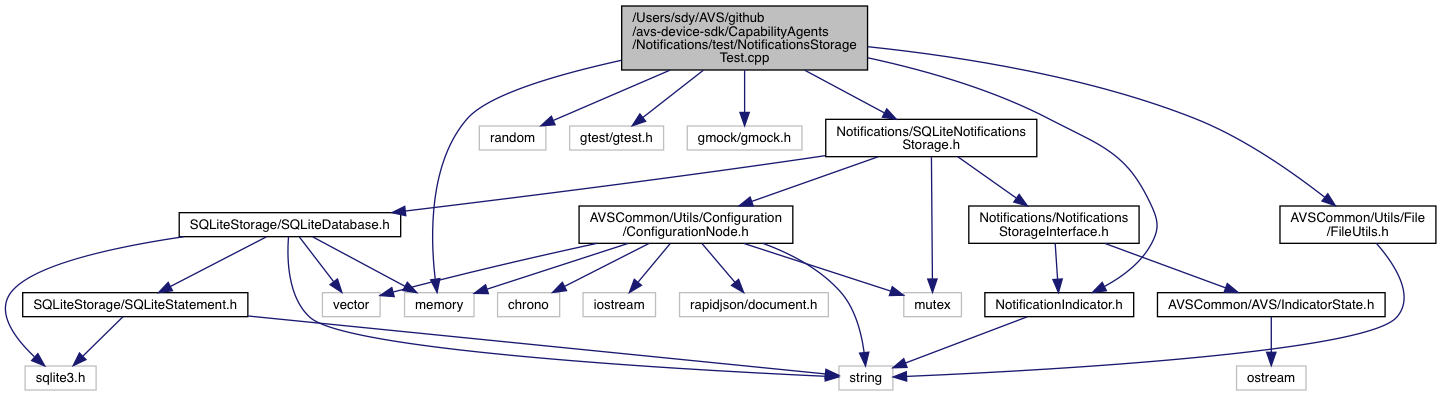 /Users/sdy/AVS/github
/avs-device-sdk/CapabilityAgents
/Notifications/test/NotificationsStorage
Test.cpp
random
gtest/gtest.h
gmock/gmock.h
Notifications/SQLiteNotifications
Storage.h
SQLiteStorage/SQLiteDatabase.h
AVSCommon/Utils/Configuration
/ConfigurationNode.h
Notifications/Notifications
StorageInterface.h
AVSCommon/Utils/File
/FileUtils.h
SQLiteStorage/SQLiteStatement.h
vector
memory
chrono
iostream
rapidjson/document.h
mutex
NotificationIndicator.h
AVSCommon/AVS/IndicatorState.h
sqlite3.h
string
ostream